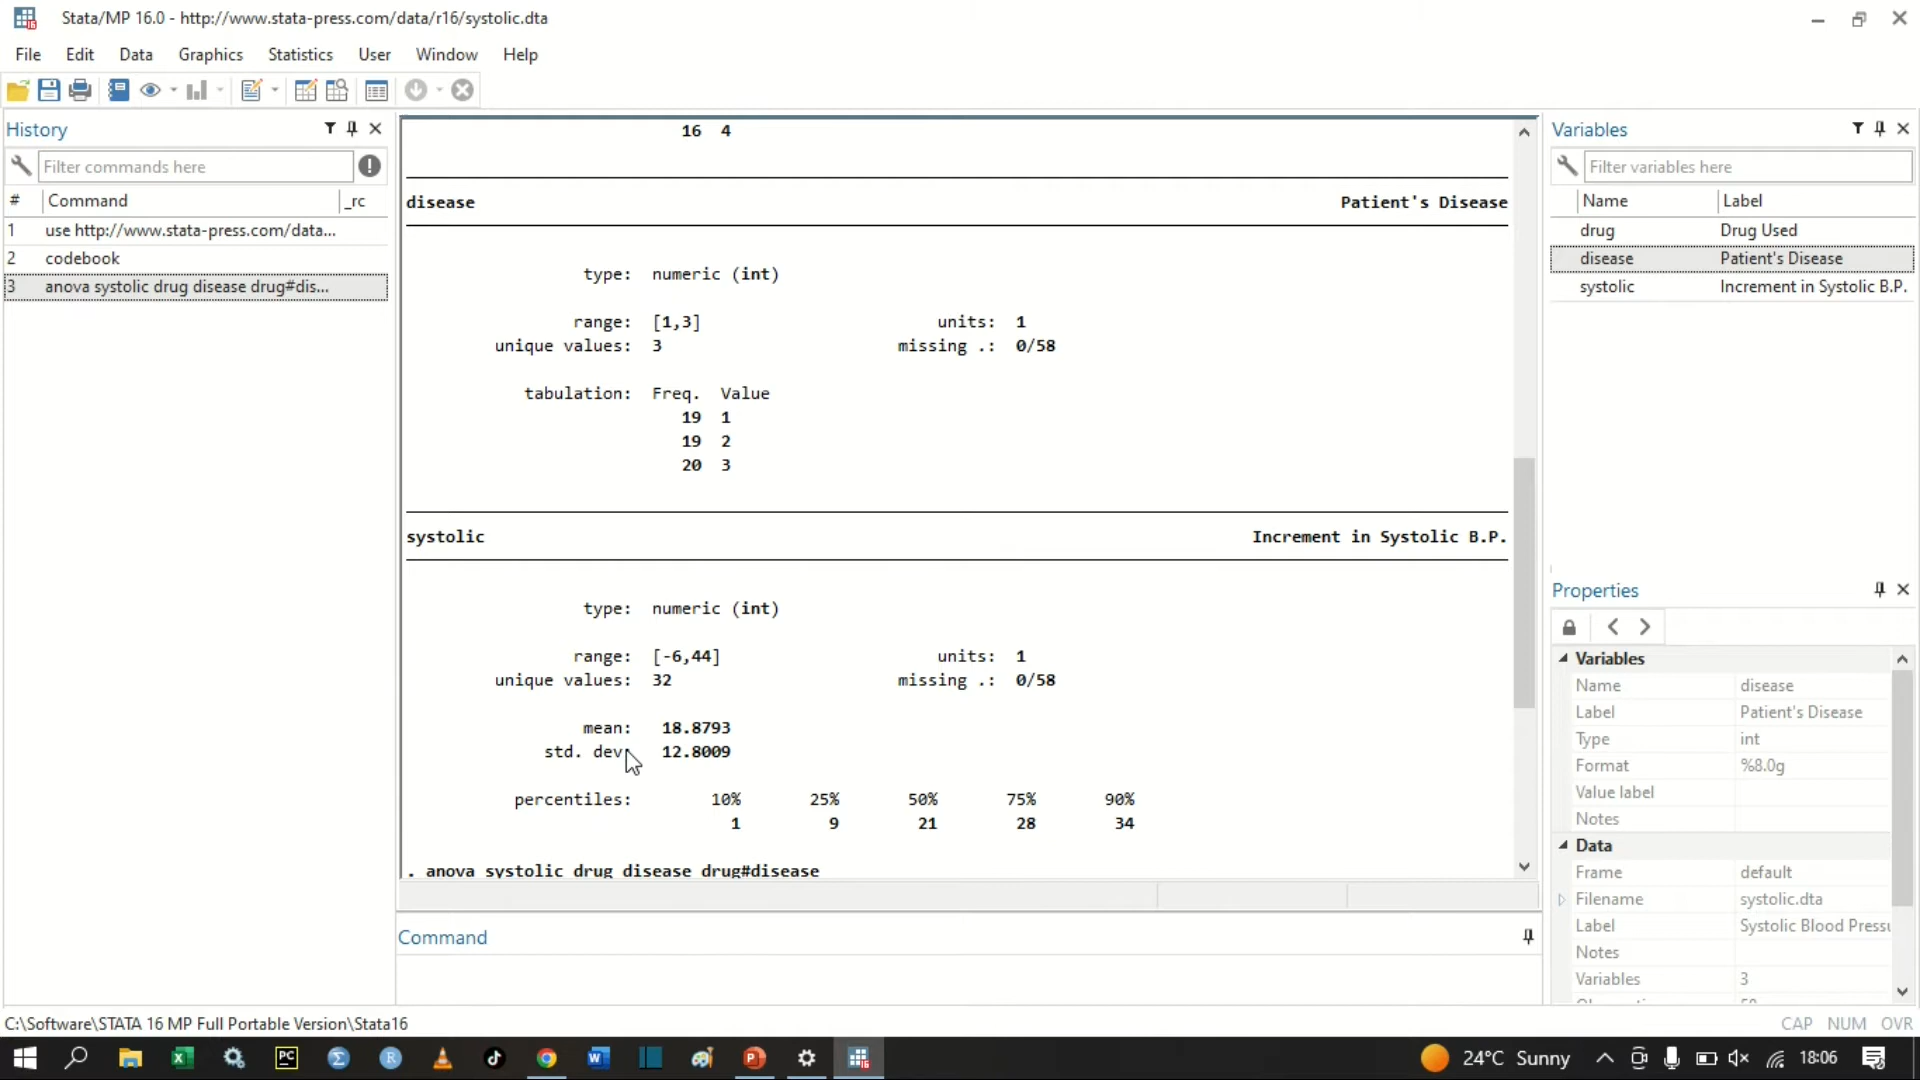 Stata/MP 16.0 - http://www.stata-press.com/data/r16/systolic.dta
File Edit Data Graphics Statistics User Window Help
History
Filter commands here
# Command _rc
1 use http://www.stata-press.com/data...
2 codebook
3 anova systolic drug disease drug#dis...
16 4
disease Patient's Disease
type: numeric (int)
range: [1,3] units: 1
unique values: 3 missing .: 0/58
tabulation: Freq. Value
19 1
19 2
20 3
systolic Increment in Systolic B.P.
type: numeric (int)
range: [-6,44] units: 1
unique values: 32 missing .: 0/58
mean: 18.8793
std. dev: 12.8009
percentiles: 10% 25% 50% 75% 90%
1 9 21 28 34
. anova systolic drug disease drug#disease
Command
Variables
Filter variables here
Name Label
drug Drug Used
disease Patient's Disease
systolic Increment in Systolic B.P.
Properties
Variables
Name disease
Label Patient's Disease
Type int
Format %8.0g
Value label
Notes
Data
Frame default
Filename systolic.dta
Label Systolic Blood Pressu
Notes
Variables 3
C:\Software\STATA 16 MP Full Portable Version\Stata16
CAP NUM OVR
24°C Sunny 18:06